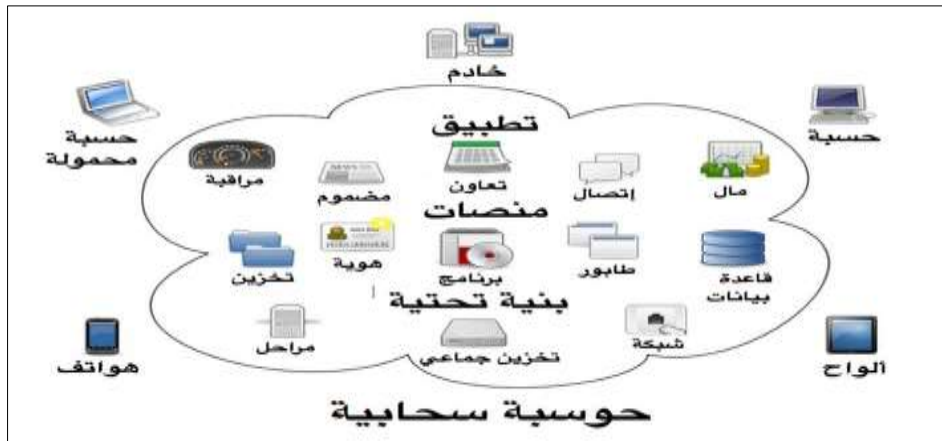 خادم
حسبة
حسبة
محمولة
تطبيق
مال
إتصال
تعاون
مضموم
مراقبة
منصات
قاعدة
بيانات
طابور
برنامج
هوية
تخزين
بنية تحتية
شبكة
تخزين جماعي
مراحل
ألواح
هواتف
حوسبة سحابية